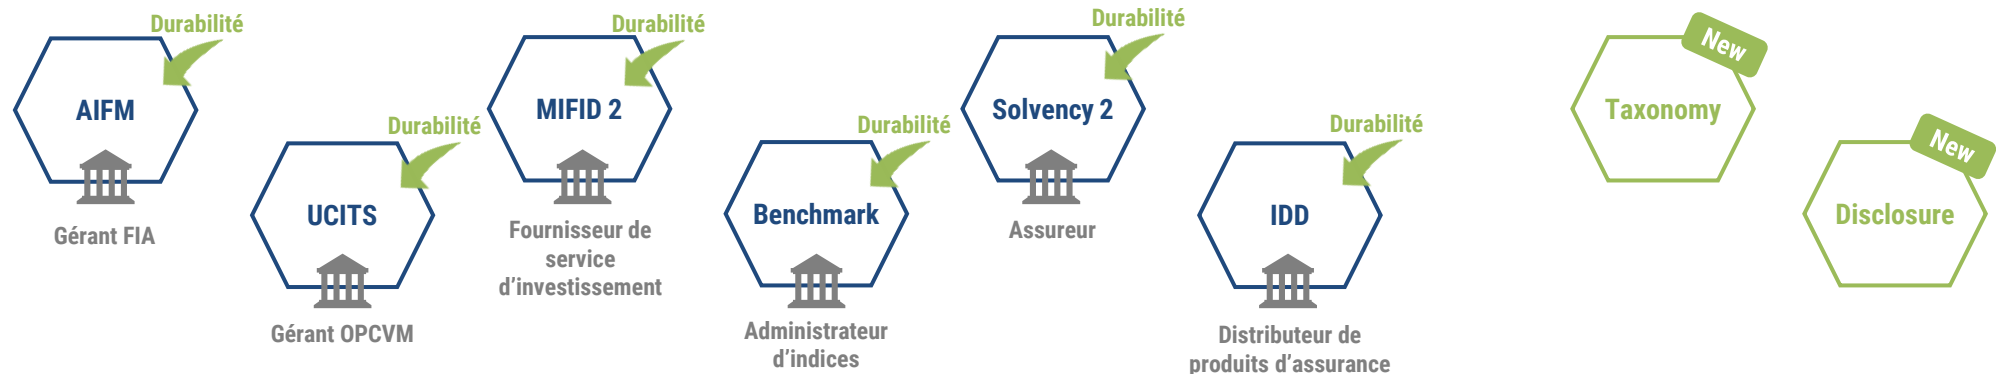 Durabilité
AIFM
Gérant FIA
Durabilité
UCITS
Gérant OPCVM
Durabilité
MIFID 2
Fournisseur de
service
d'investissement
Durabilité
Benchmark
Administrateur
d'indices
Durabilité
Solvency 2
Assureur
Durabilité
IDD
Distributeur de
produits d'assurance
New
Taxonomy
New
Disclosure